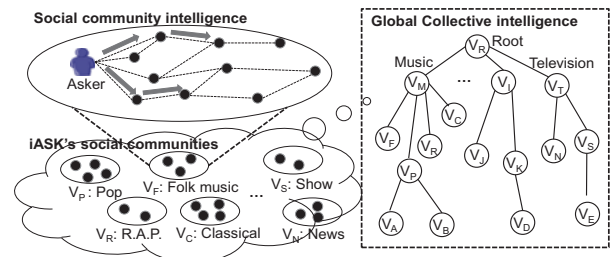 Social community intelligence
Asker
iASK's social communities
V_P: Pop
V_F: Folk music
V_S: Show
...
V_R: R.A.P.
V_C: Classical
V_N: News
Global Collective intelligence
V_R Root
Music
...
Television
V_M
V_I
V_T
V_C
V_F
V_R
V_J
V_K
V_N
V_S
V_P
V_A
V_B
V_D
V_E